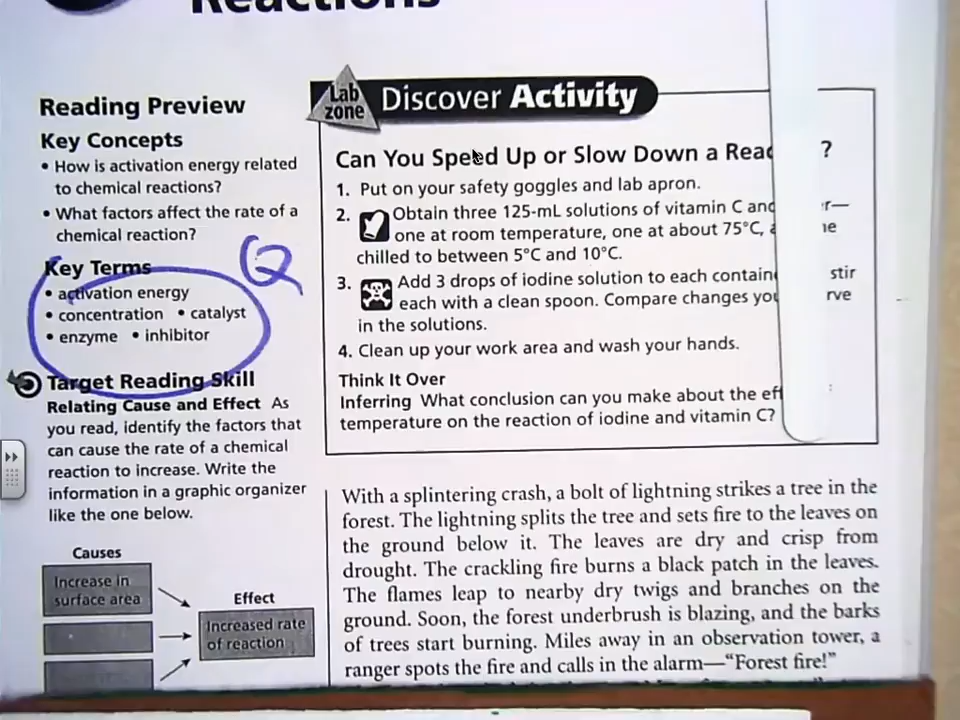 Reactions
Reading Preview
Key Concepts
• How is activation energy related
to chemical reactions?
• What factors affect the rate of a
chemical reaction?
Key Terms
Q
• activation energy
• concentration • catalyst
• enzyme • inhibitor
Target Reading Skill
Relating Cause and Effect As
you read, identify the factors that
can cause the rate of a chemical
reaction to increase. Write the
information in a graphic organizer
like the one below.
Causes
Increase in
surface area
Effect
Increased rate
of reaction
Lab
zone
Discover Activity
Can You Speed Up or Slow Down a Reac ?
1. Put on your safety goggles and lab apron.
2. Obtain three 125-mL solutions of vitamin C and r—
one at room temperature, one at about 75°C,
chilled to between 5°C and 10°C.
3. Add 3 drops of iodine solution to each contain stir
each with a clean spoon. Compare changes you rve
in the solutions.
4. Clean up your work area and wash your hands.
Think It Over
Inferring What conclusion can you make about the eff
temperature on the reaction of iodine and vitamin C?
With a splintering crash, a bolt of lightning strikes a tree in the
forest. The lightning splits the tree and sets fire to the leaves on
the ground below it. The leaves are dry and crisp from
drought. The crackling fire burns a black patch in the leaves.
The flames leap to nearby dry twigs and branches on the
ground. Soon, the forest underbrush is blazing, and the barks
of trees start burning. Miles away in an observation tower, a
ranger spots the fire and calls in the alarm—“Forest fire!”